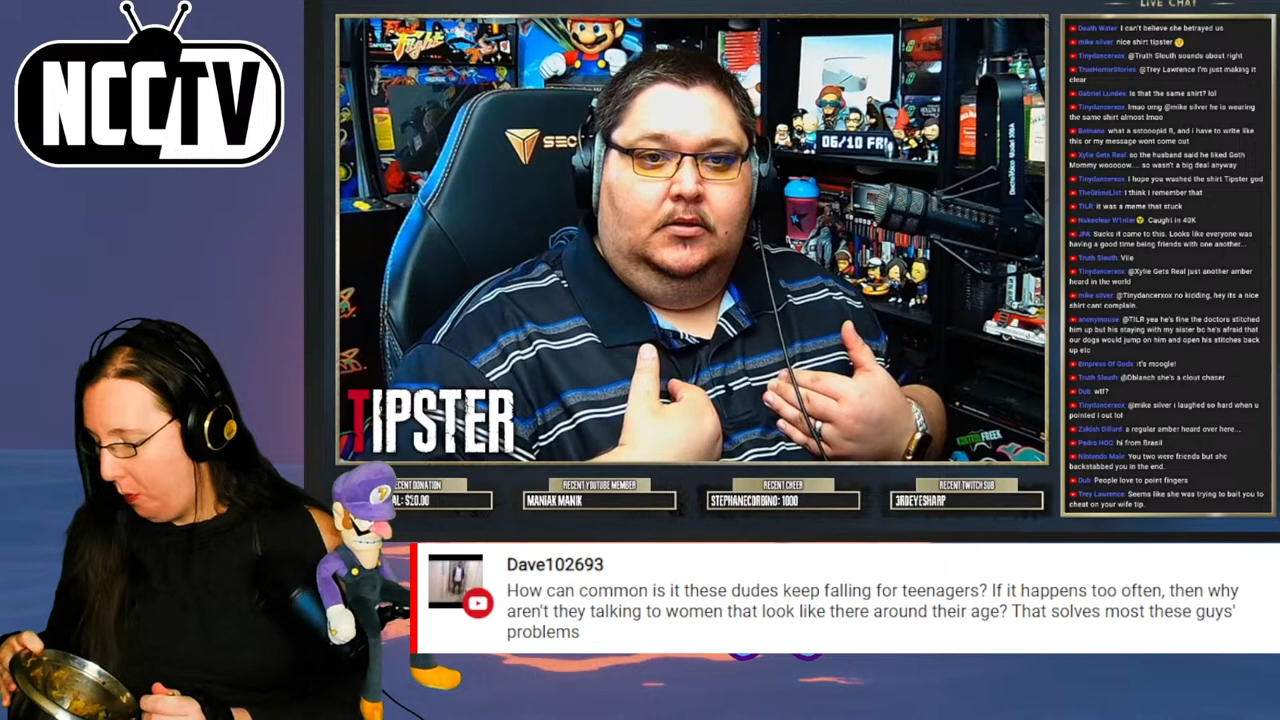 NCCTV
LIVE CHAT
Final Fight
SEC
06/10 FRI
TIPSTER
RECENT DONATION
AL: $20.00
RECENT YOUTUBE MEMBER
MANIAK MANIK
RECENT CHEER
STEPHANECORBINO: 1000
RECENT TWITCH SUB
3RDEYESHARP
Death Water I can't believe she betrayed us
mike silver nice shirt tipster
Tinydancerxox @Truth Sleuth sounds about right
TrueHorrorStories @Trey Lawrence I'm just making it
clear
Gabriel Lundes Is that the same shirt? lol
Tinydancerxox lmao omg @mike silver he is wearing
the same shirt almost lmao
what a sstooopid B, and i have to write like
this or my message wont come out
Xylie Gets Real so the husband said he liked Goth
Mommy wooooow.... so wasn't a big deal anyway
Tinydancerxox I hope you washed the shirt Tipster god
TheGrimeList I think I remember that
TILR it was a meme that stuck
Nukeclear W1nter Caught in 40K
JPA Sucks it came to this. Looks like everyone was
having a good time being friends with one another...
Truth Sleuth Vile
Tinydancerxox @Xylie Gets Real just another amber
heard in the world
mike silver @Tinydancerxox no kidding, hey its a nice
shirt cant complain.
anonymouse @TILR yea he's fine the doctors stitched
him up but his staying with my sister bc he's afraid that
our dogs would jump on him and open his stitches back
up etc
Empress Of Gods it's moogle!
Truth Sleuth @Dblanch she's a clout chaser
Dub wtf?
Tinydancerxox @mike silver i laughed so hard when u
pointed i out lol
Zakish Dillard a regular amber heard over here...
Pedro HOC hi from Brasil
Nintendo Male You two were friends but she
backstabbed you in the end.
Dub People love to point fingers
Trey Lawrence Seems like she was trying to bait you to
cheat on your wife tip.
Dave102693
How can common is it these dudes keep falling for teenagers? If it happens too often, then why
aren't they talking to women that look like there around their age? That solves most these guys'
problems